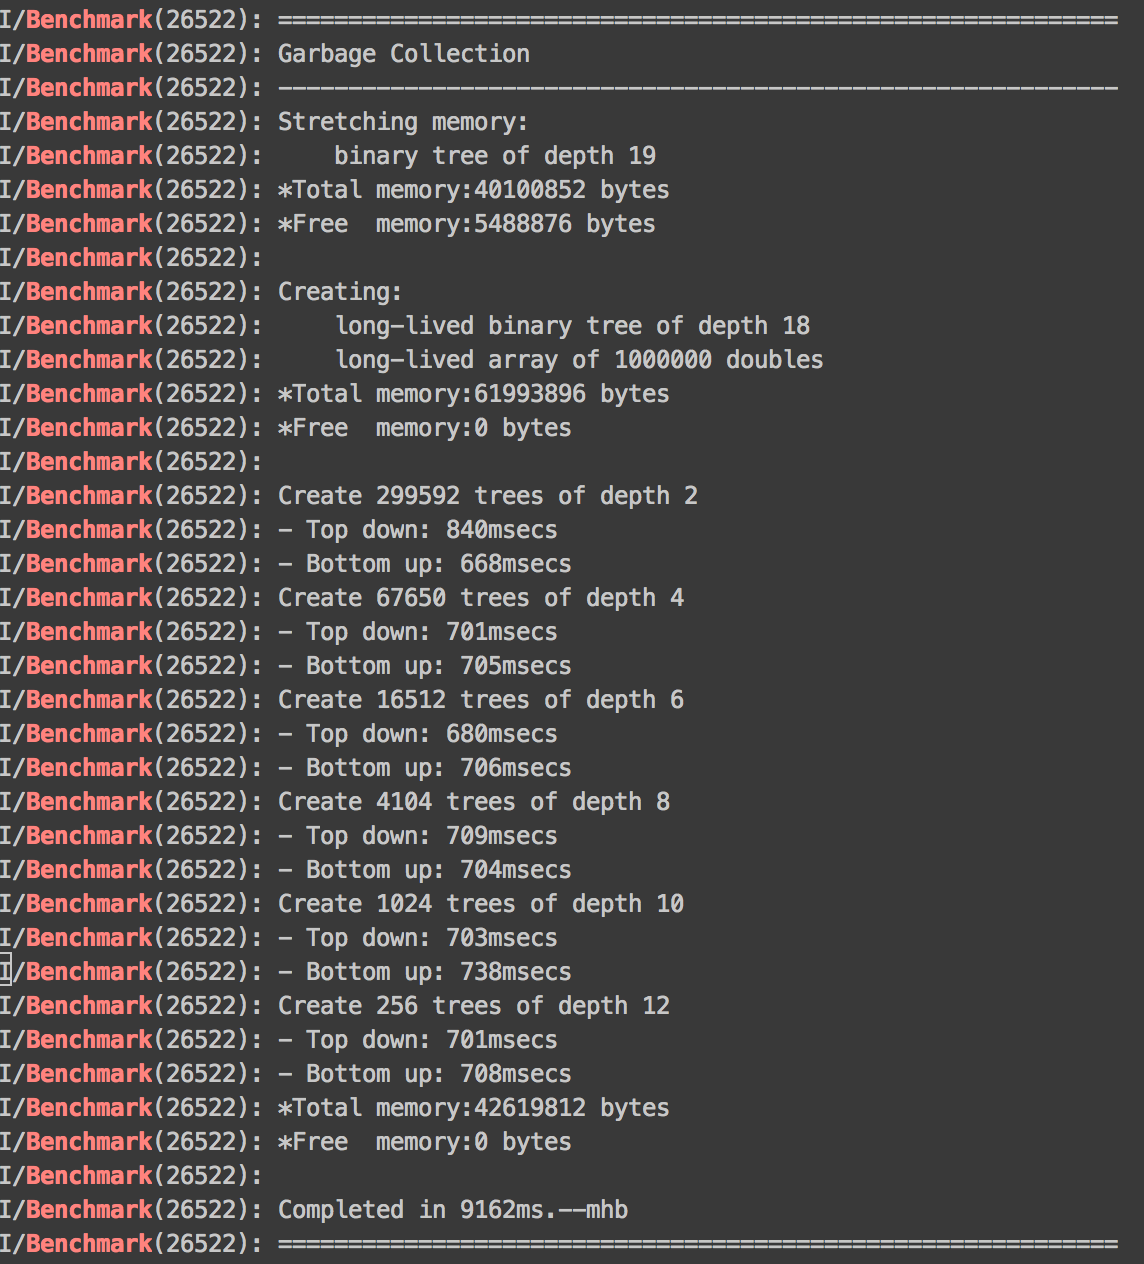 I/Benchmark(26522): ============================================================
I/Benchmark(26522): Garbage Collection
I/Benchmark(26522): ------------------------------------------------------------
I/Benchmark(26522): Stretching memory:
I/Benchmark(26522):     binary tree of depth 19
I/Benchmark(26522): *Total memory:40100852 bytes
I/Benchmark(26522): *Free  memory:5488876 bytes
I/Benchmark(26522):
I/Benchmark(26522): Creating:
I/Benchmark(26522):     long-lived binary tree of depth 18
I/Benchmark(26522):     long-lived array of 1000000 doubles
I/Benchmark(26522): *Total memory:61993896 bytes
I/Benchmark(26522): *Free  memory:0 bytes
I/Benchmark(26522):
I/Benchmark(26522): Create 299592 trees of depth 2
I/Benchmark(26522): - Top down: 840msecs
I/Benchmark(26522): - Bottom up: 668msecs
I/Benchmark(26522): Create 67650 trees of depth 4
I/Benchmark(26522): - Top down: 701msecs
I/Benchmark(26522): - Bottom up: 705msecs
I/Benchmark(26522): Create 16512 trees of depth 6
I/Benchmark(26522): - Top down: 680msecs
I/Benchmark(26522): - Bottom up: 706msecs
I/Benchmark(26522): Create 4104 trees of depth 8
I/Benchmark(26522): - Top down: 709msecs
I/Benchmark(26522): - Bottom up: 704msecs
I/Benchmark(26522): Create 1024 trees of depth 10
I/Benchmark(26522): - Top down: 703msecs
I/Benchmark(26522): - Bottom up: 738msecs
I/Benchmark(26522): Create 256 trees of depth 12
I/Benchmark(26522): - Top down: 701msecs
I/Benchmark(26522): - Bottom up: 708msecs
I/Benchmark(26522): *Total memory:42619812 bytes
I/Benchmark(26522): *Free  memory:0 bytes
I/Benchmark(26522):
I/Benchmark(26522): Completed in 9162ms.--mhb
I/Benchmark(26522): ============================================================